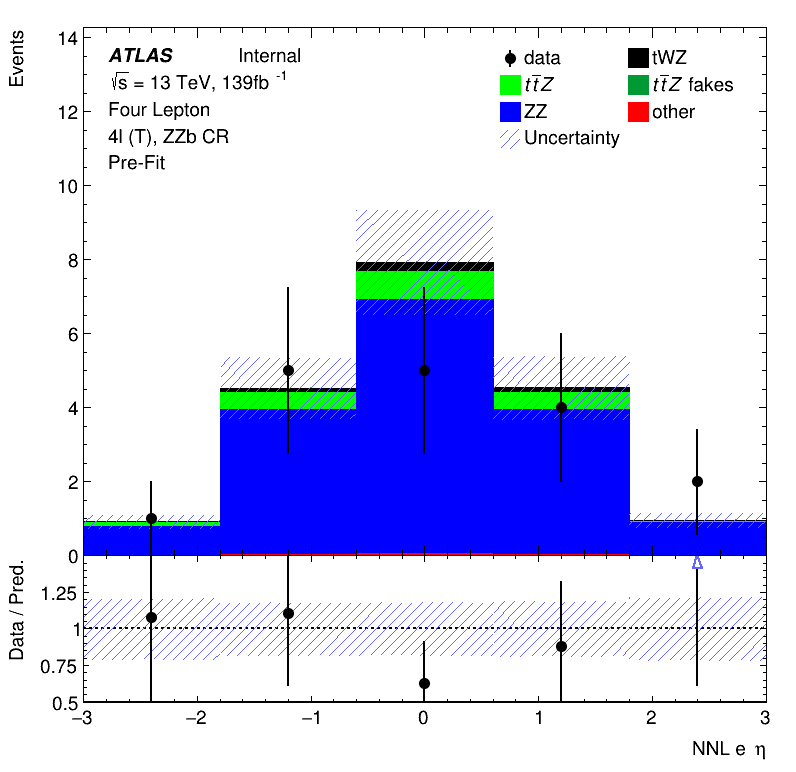 Events
14
12
10
8
6
4
2
0
ATLAS Internal
√s = 13 TeV, 139fb -1
Four Lepton
4l (T), ZZb CR
Pre-Fit
data
tt̄Z
ZZ
Uncertainty
tWZ
tt̄Z fakes
other
Data / Pred.
1.25
1
0.75
0.5
−3 −2 −1 0 1 2 3
NNL e η